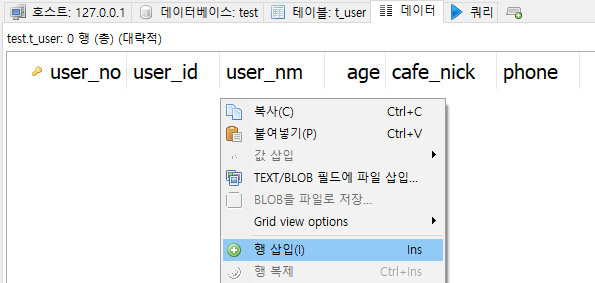 호스트: 127.0.0.1 데이터베이스: test 테이블: t_user 데이터 쿼리
test.t_user: 0 행 (총) (대략적)
user_no user_id user_nm age cafe_nick phone
복사(C) Ctrl+C
붙여넣기(P) Ctrl+V
값 삽입
TEXT/BLOB 필드에 파일 삽입...
BLOB을 파일로 저장...
Grid view options
행 삽입(I) Ins
행 복제 Ctrl+Ins